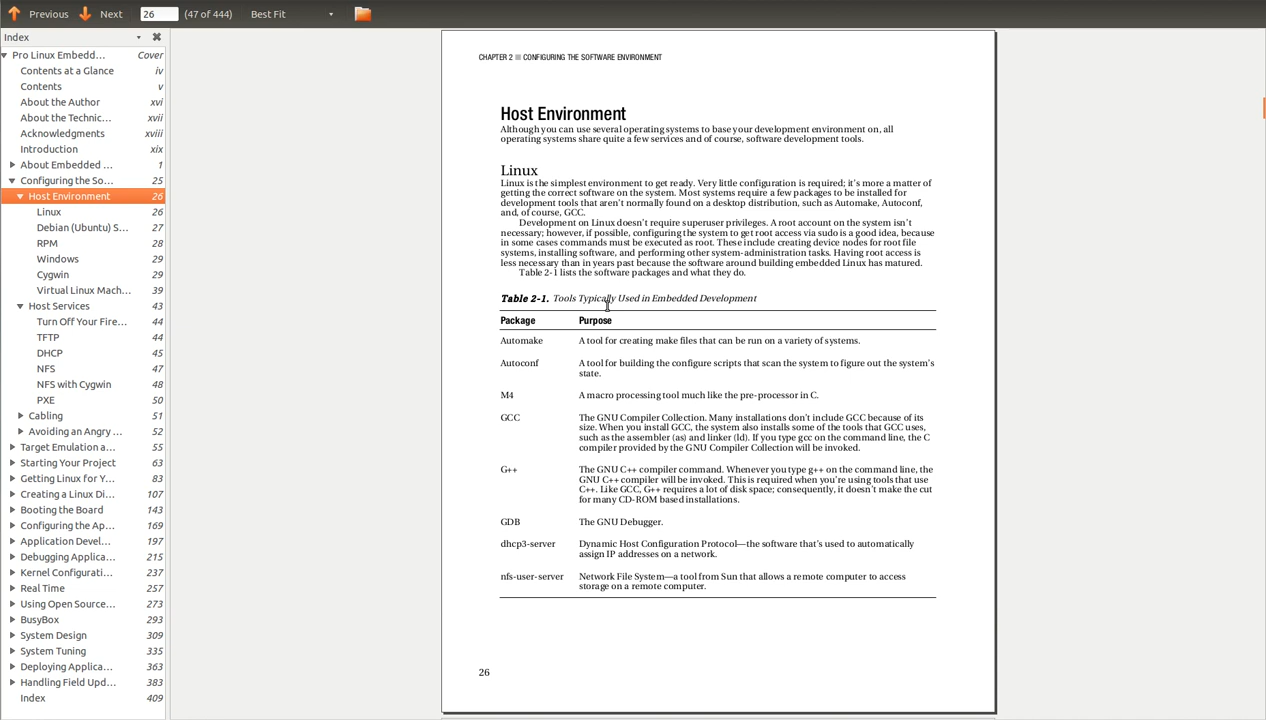 Previous Next 26 (47 of 444) Best Fit
Index
Pro Linux Embedd... Cover
Contents at a Glance iv
Contents v
About the Author xvi
About the Technic... xvii
Acknowledgments xviii
Introduction xix
About Embedded ... 1
Configuring the So... 25
Host Environment 26
Linux 26
Debian (Ubuntu) S... 27
RPM 28
Windows 29
Cygwin 29
Virtual Linux Mach... 39
Host Services 43
Turn Off Your Fire... 44
TFTP 44
DHCP 45
NFS 47
NFS with Cygwin 48
PXE 50
Cabling 51
Avoiding an Angry ... 52
Target Emulation a... 55
Starting Your Project 63
Getting Linux for Y... 83
Creating a Linux Di... 107
Booting the Board 143
Configuring the Ap... 169
Application Devel... 197
Debugging Applica... 215
Kernel Configurati... 237
Real Time 257
Using Open Source... 273
BusyBox 293
System Design 309
System Tuning 335
Deploying Applica... 363
Handling Field Upd... 383
Index 409
CHAPTER 2 ■ CONFIGURING THE SOFTWARE ENVIRONMENT
Host Environment
Although you can use several operating systems to base your development environment on, all
operating systems share quite a few services and of course, software development tools.
Linux
Linux is the simplest environment to get ready. Very little configuration is required; it's more a matter of
getting the correct software on the system. Most systems require a few packages to be installed for
development tools that aren't normally found on a desktop distribution, such as Automake, Autoconf,
and, of course, GCC.
Development on Linux doesn't require superuser privileges. A root account on the system isn't
necessary; however, if possible, configuring the system to get root access via sudo is a good idea, because
in some cases commands must be executed as root. These include creating device nodes for root file
systems, installing software, and performing other system-administration tasks. Having root access is
less necessary than in years past because the software around building embedded Linux has matured.
Table 2-1 lists the software packages and what they do.
Table 2-1. Tools Typically Used in Embedded Development
Package Purpose
Automake A tool for creating make files that can be run on a variety of systems.
Autoconf A tool for building the configure scripts that scan the system to figure out the system's
state.
M4 A macro processing tool much like the pre-processor in C.
GCC The GNU Compiler Collection. Many installations don't include GCC because of its
size. When you install GCC, the system also installs some of the tools that GCC uses,
such as the assembler (as) and linker (ld). If you type gcc on the command line, the C
compiler provided by the GNU Compiler Collection will be invoked.
G++ The GNU C++ compiler command. Whenever you type g++ on the command line, the
GNU C++ compiler will be invoked. This is required when you're using tools that use
C++. Like GCC, G++ requires a lot of disk space; consequently, it doesn't make the cut
for many CD-ROM based installations.
GDB The GNU Debugger.
dhcp3-server Dynamic Host Configuration Protocol—the software that's used to automatically
assign IP addresses on a network.
nfs-user-server Network File System—a tool from Sun that allows a remote computer to access
storage on a remote computer.
26